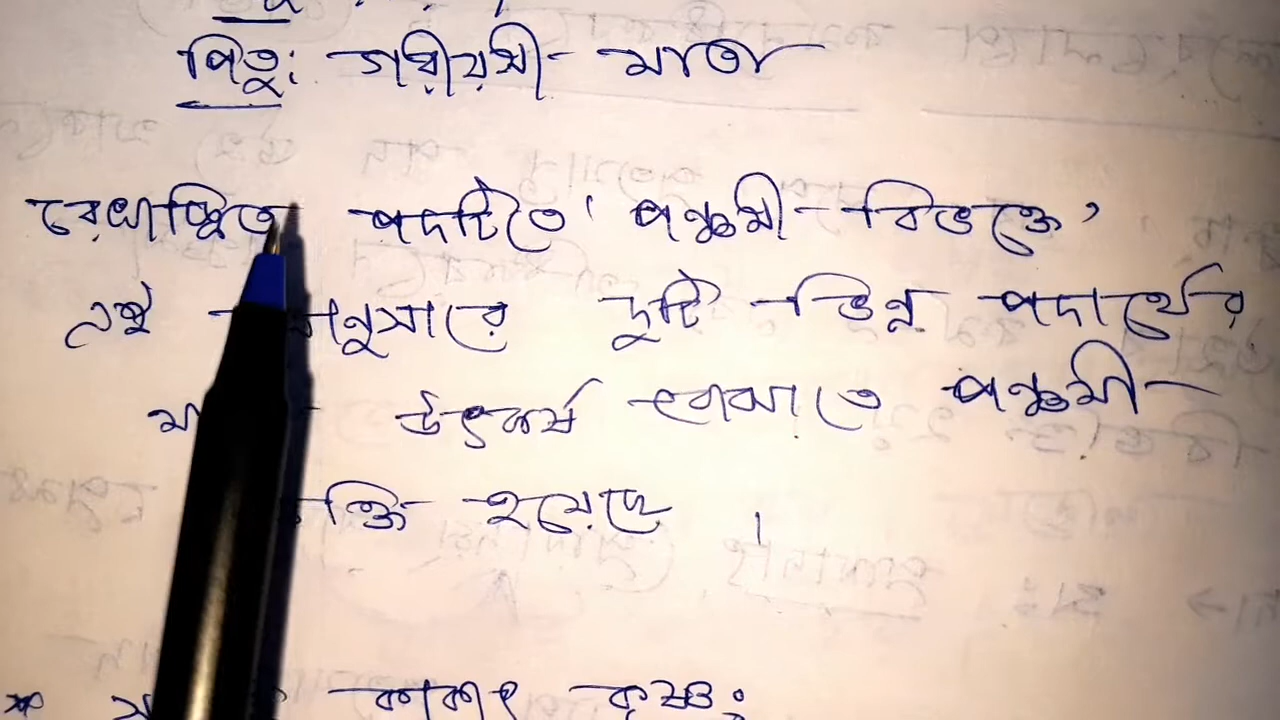 পিতুঃ গরীয়সী মাতা
রেখাঙ্কিত পদটিতে 'পঞ্চমী বিভক্তে'
সূত্র অনুসারে দুটি ভিন্ন পদার্থের
উৎকর্ষ বোঝাতে পঞ্চমী
হয়েছে ।
* কাকাৎ কৃষ্ণঃ